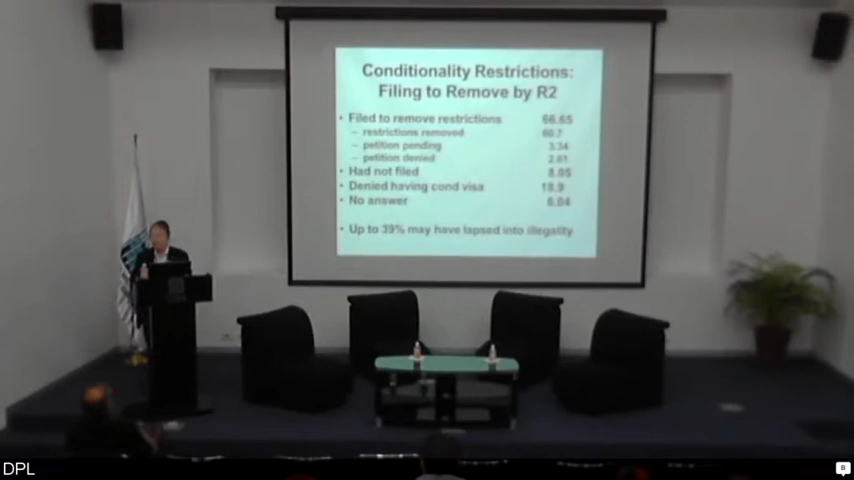 Conditionality Restrictions:
Filing to Remove by R2
• Filed to remove restrictions 66.65
– restrictions removed 60.7
– petition pending 3.34
– petition denied 2.61
• Had not filed 8.05
• Denied having cond visa 18.9
• No answer 6.04
• Up to 39% may have lapsed into illegality
DPL